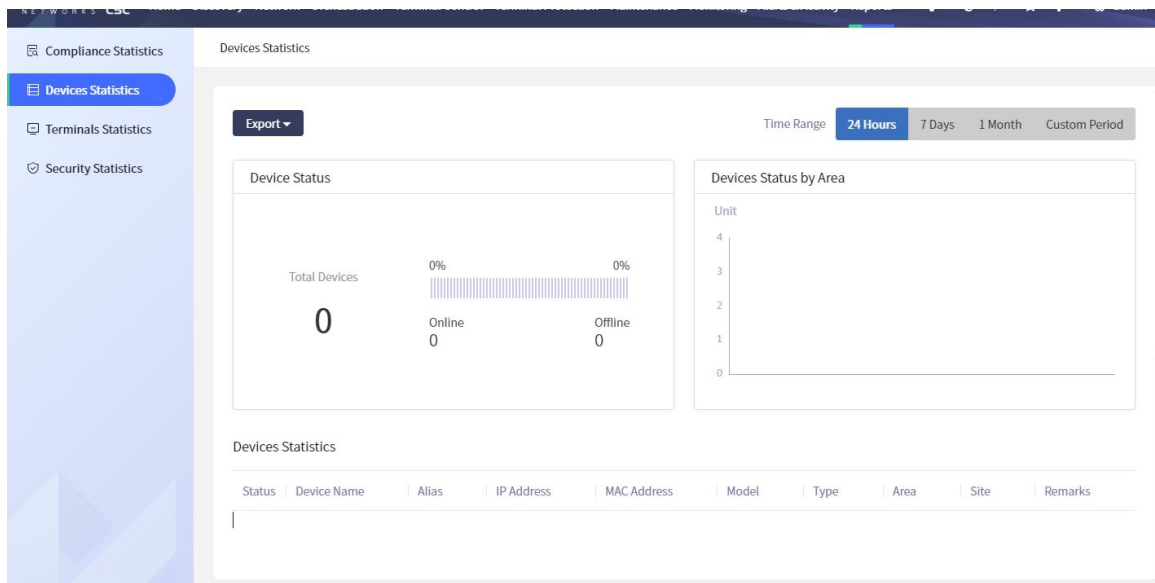 NETWORKS CSC
Compliance Statistics
Devices Statistics
Terminals Statistics
Security Statistics
Devices Statistics
Export
Time Range 24 Hours 7 Days 1 Month Custom Period
Device Status
Total Devices
0
0% 0%
Online Offline
0 0
Devices Status by Area
Unit
4
3
2
1
0
Devices Statistics
Status Device Name Alias IP Address MAC Address Model Type Area Site Remarks